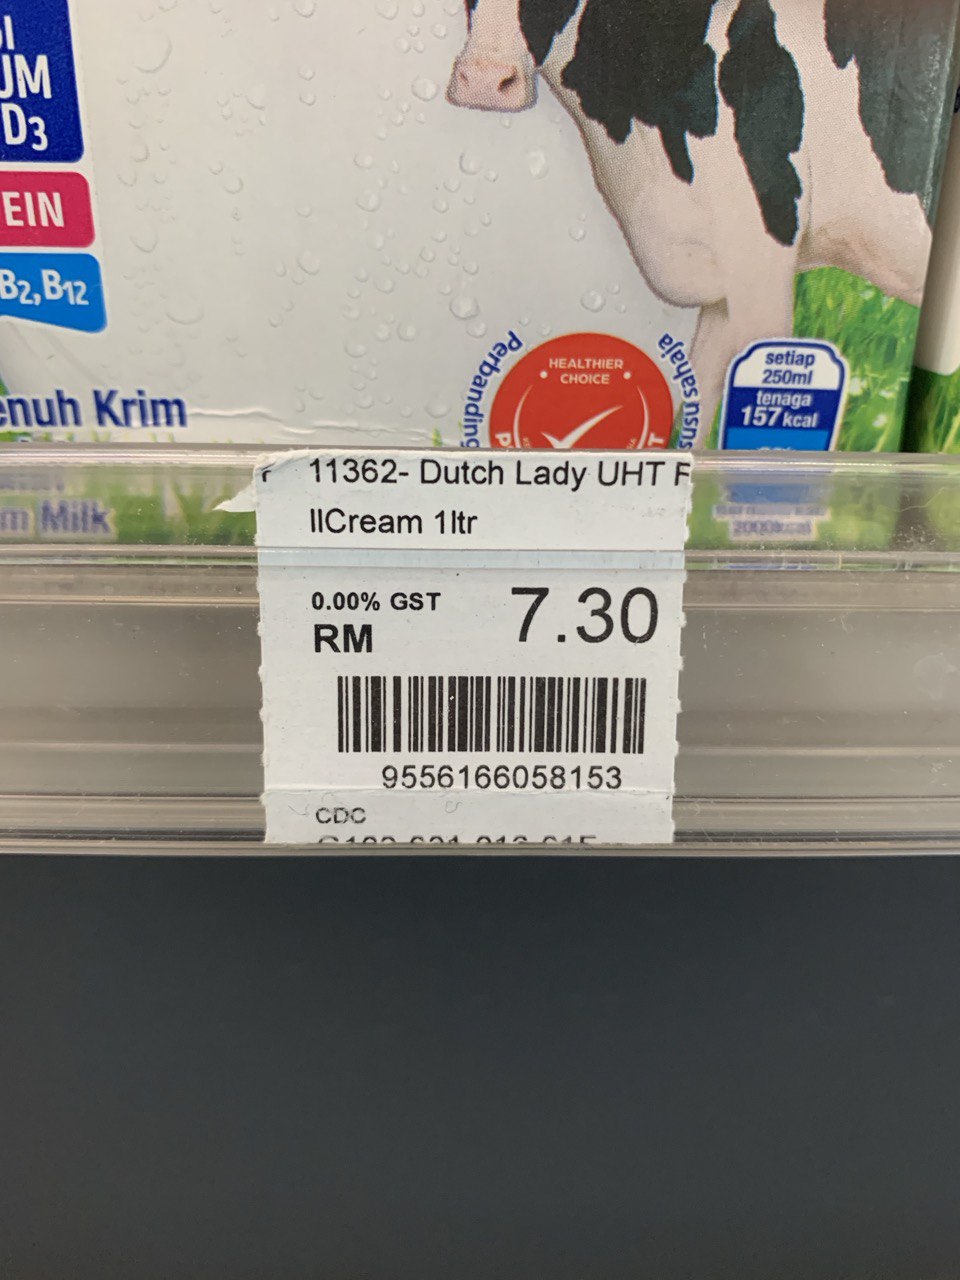 UM
D3
EIN
B2, B12
enuh Krim
Perbanding
HEALTHIER
CHOICE
susu sahaja
setiap
250ml
tenaga
157 kcal
m Milk
11362- Dutch Lady UHT F
llCream 1ltr
0.00% GST
RM 7.30
9556166058153
CDC